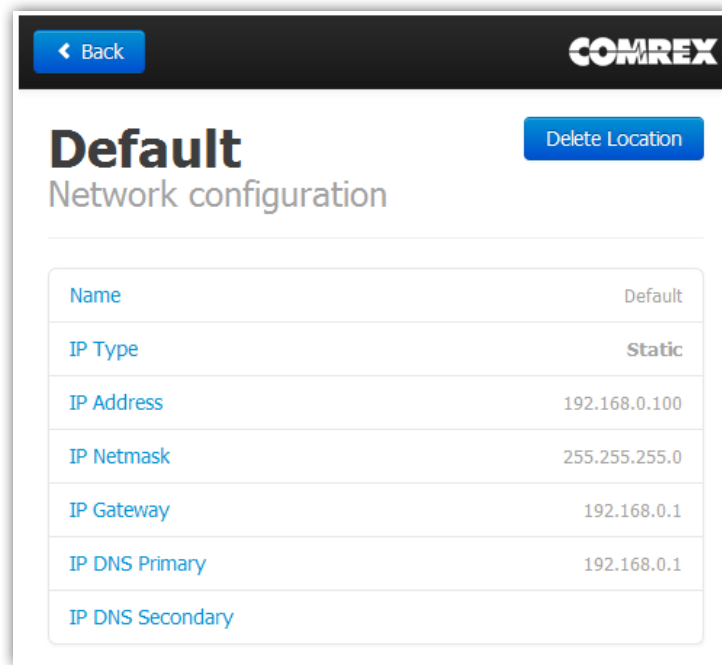 Back
COMREX
Default
Delete Location
Network configuration
Name Default
IP Type Static
IP Address 192.168.0.100
IP Netmask 255.255.255.0
IP Gateway 192.168.0.1
IP DNS Primary 192.168.0.1
IP DNS Secondary